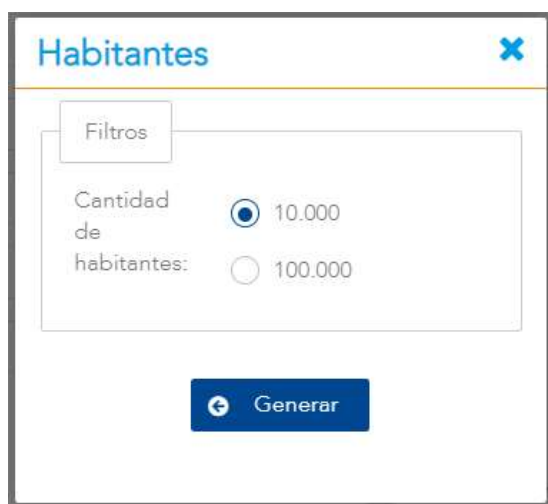 Habitantes
Filtros
Cantidad
de
habitantes:
10.000
100.000
Generar